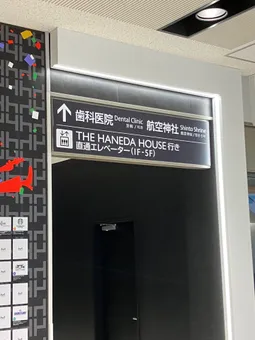 ↑ 歯科医院 Dental Clinic 航空神社 Shinto Shrine
THE HANEDA HOUSE 行き
直通エレベーター(1F-5F)